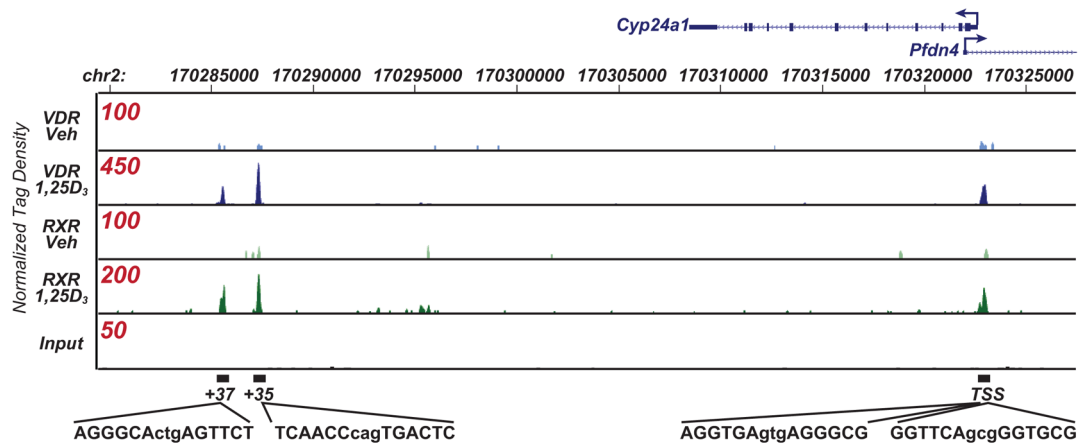 Cyp24a1
Pfdn4
chr2: 170285000 170290000 170295000 170300000 170305000 170310000 170315000 170320000 170325000
Normalized Tag Density
VDR Veh 100
VDR 1,25D₃ 450
RXR Veh 100
RXR 1,25D₃ 200
Input 50
+37 +35 TSS
AGGGCActgAGTTCT TCAACCcagTGACTC AGGTGAgtgAGGGCG GGTTCAgcgGGTGCG